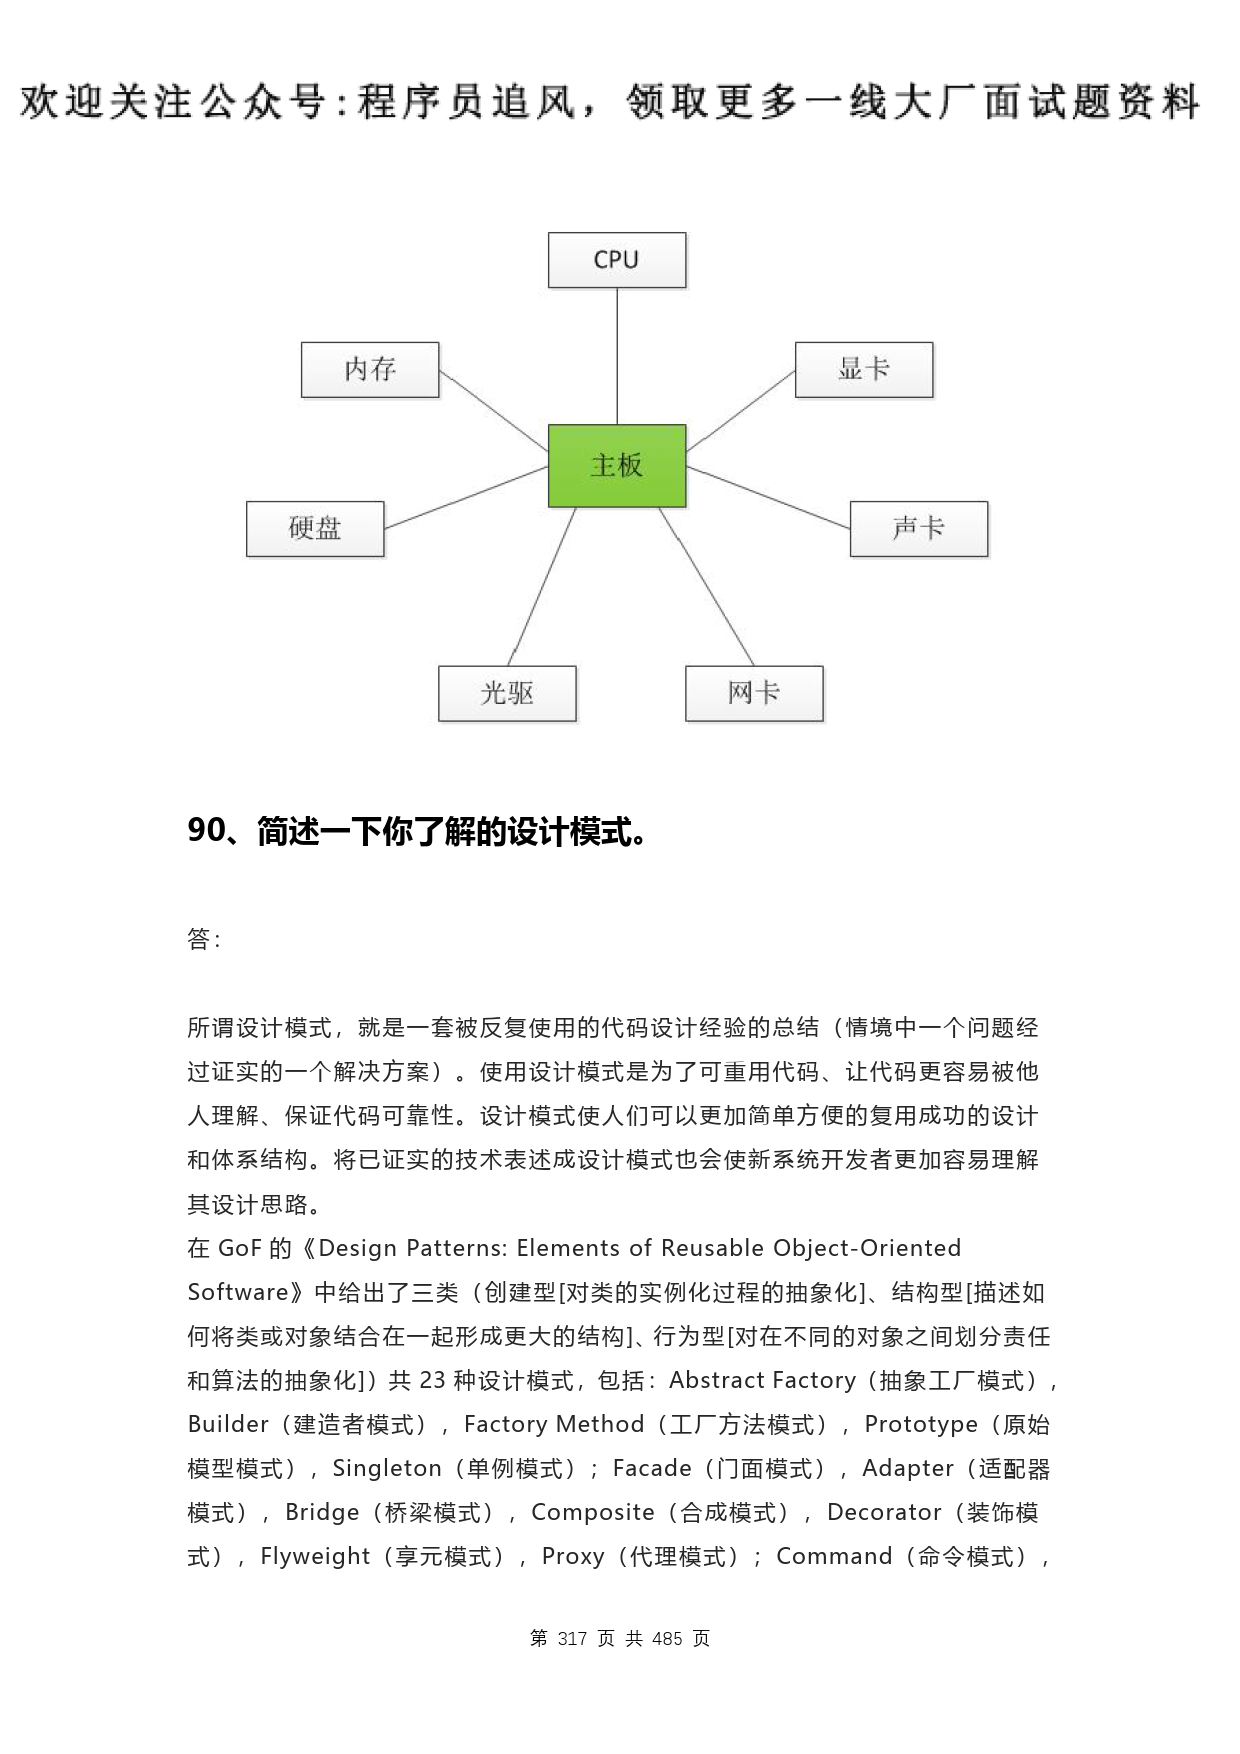 欢迎关注公众号:程序员追风，领取更多一线大厂面试题资料
CPU
内存
显卡
主板
硬盘
声卡
光驱
网卡
90、简述一下你了解的设计模式。
答：
所谓设计模式，就是一套被反复使用的代码设计经验的总结（情境中一个问题经
过证实的一个解决方案）。使用设计模式是为了可重用代码、让代码更容易被他
人理解、保证代码可靠性。设计模式使人们可以更加简单方便的复用成功的设计
和体系结构。将已证实的技术表述成设计模式也会使新系统开发者更加容易理解
其设计思路。
在 GoF 的《Design Patterns: Elements of Reusable Object-Oriented
Software》中给出了三类（创建型[对类的实例化过程的抽象化]、结构型[描述如
何将类或对象结合在一起形成更大的结构]、行为型[对在不同的对象之间划分责任
和算法的抽象化]）共 23 种设计模式，包括：Abstract Factory（抽象工厂模式），
Builder（建造者模式），Factory Method（工厂方法模式），Prototype（原始
模型模式），Singleton（单例模式）；Facade（门面模式），Adapter（适配器
模式），Bridge（桥梁模式），Composite（合成模式），Decorator（装饰模
式），Flyweight（享元模式），Proxy（代理模式）；Command（命令模式），
第 317 页 共 485 页